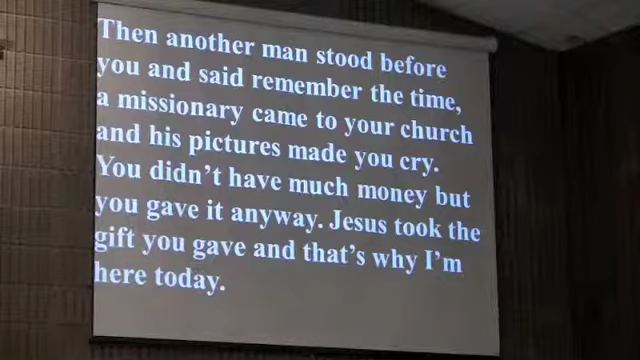 Then another man stood before
you and said remember the time,
a missionary came to your church
and his pictures made you cry.
You didn’t have much money but
you gave it anyway. Jesus took the
gift you gave and that’s why I’m
here today.